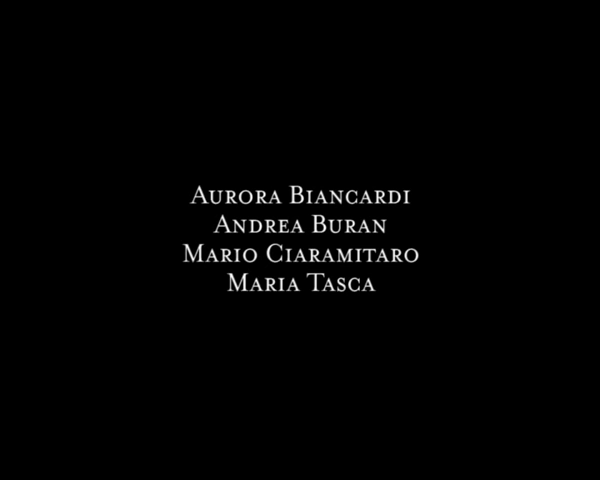 Aurora Biancardi
Andrea Buran
Mario Ciaramitaro
Maria Tasca